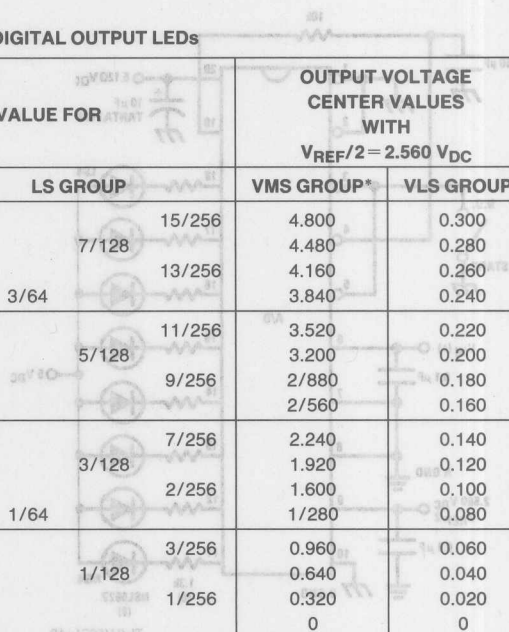 DIGITAL OUTPUT LEDs
VALUE FOR
OUTPUT VOLTAGE
CENTER VALUES
WITH
VREF/2=2.560 VDC
LS GROUP VMS GROUP* VLS GROUP
15/256 4.800 0.300
7/128 4.480 0.280
13/256 4.160 0.260
3/64 3.840 0.240
11/256 3.520 0.220
5/128 3.200 0.200
9/256 2/880 0.180
2/560 0.160
7/256 2.240 0.140
3/128 1.920 0.120
2/256 1.600 0.100
1/64 1/280 0.080
3/256 0.960 0.060
1/128 0.640 0.040
1/256 0.320 0.020
0 0